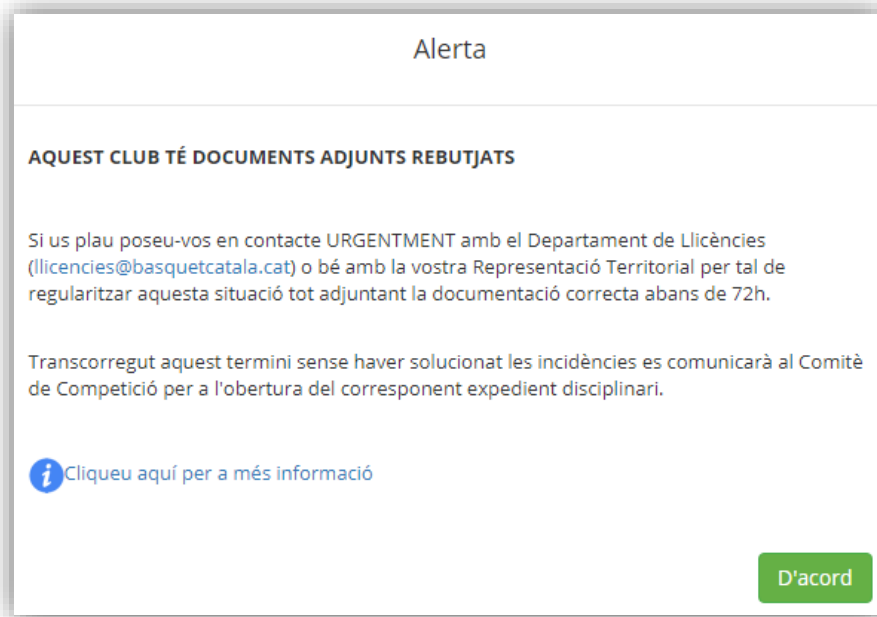 Alerta
AQUEST CLUB TÉ DOCUMENTS ADJUNTS REBUTJATS
Si us plau poseu-vos en contacte URGENTMENT amb el Departament de Llicències
(llicencies@basquetcatala.cat) o bé amb la vostra Representació Territorial per tal de
regularitzar aquesta situació tot adjuntant la documentació correcta abans de 72h.
Transcorregut aquest termini sense haver solucionat les incidències es comunicarà al Comitè
de Competició per a l'obertura del corresponent expedient disciplinari.
i Cliqueu aquí per a més informació
D'acord